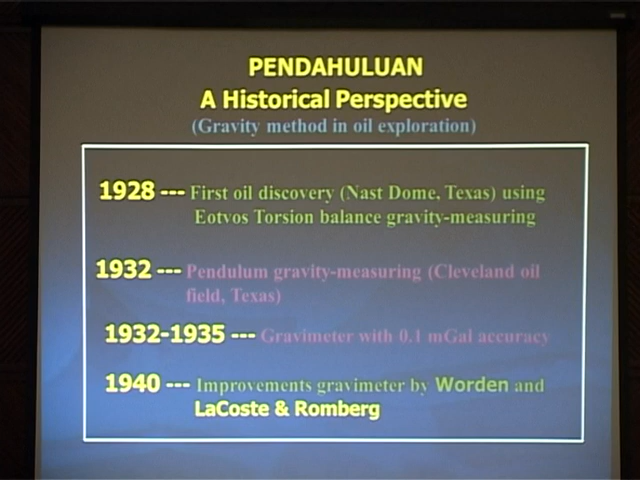 PENDAHULUAN
A Historical Perspective
(Gravity method in oil exploration)
1928 --- First oil discovery (Nast Dome, Texas) using
Eotvos Torsion balance gravity-measuring
1932 --- Pendulum gravity-measuring (Cleveland oil
field, Texas)
1932-1935 --- Gravimeter with 0.1 mGal accuracy
1940 --- Improvements gravimeter by Worden and
LaCoste & Romberg